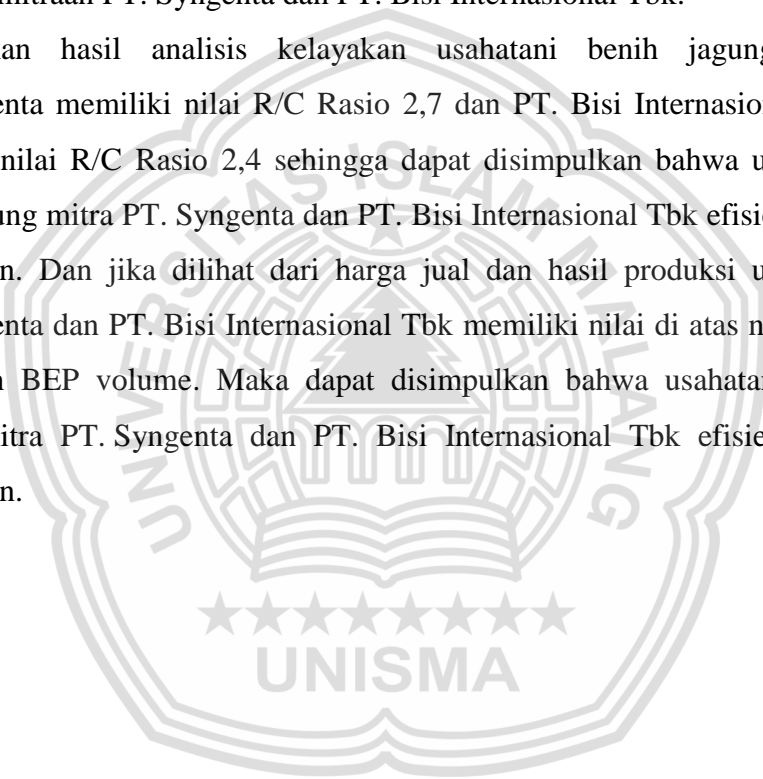 mitraan PT. Syngenta dan PT. Bisi Internasional Tbk.
an hasil analisis kelayakan usahatani benih jagung
enta memiliki nilai R/C Rasio 2,7 dan PT. Bisi Internasion
nilai R/C Rasio 2,4 sehingga dapat disimpulkan bahwa u
ung mitra PT. Syngenta dan PT. Bisi Internasional Tbk efisie
n. Dan jika dilihat dari harga jual dan hasil produksi u
enta dan PT. Bisi Internasional Tbk memiliki nilai di atas n
n BEP volume. Maka dapat disimpulkan bahwa usahatan
itra PT. Syngenta dan PT. Bisi Internasional Tbk efisie
n.
UNIVERSITAS ISLAM MALANG
UNISMA